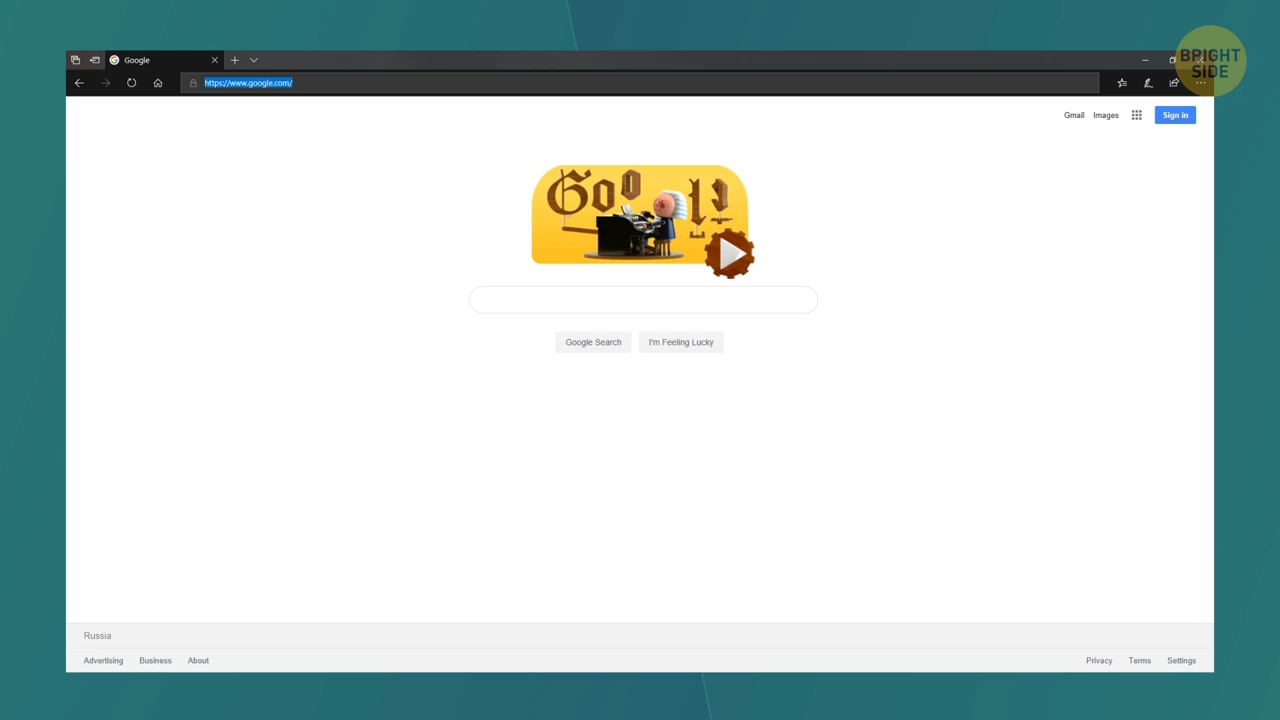 Google
BRIGHT
SIDE
https://www.google.com/
Gmail Images Sign in
Google Search I'm Feeling Lucky
Russia
Advertising Business About Privacy Terms Settings